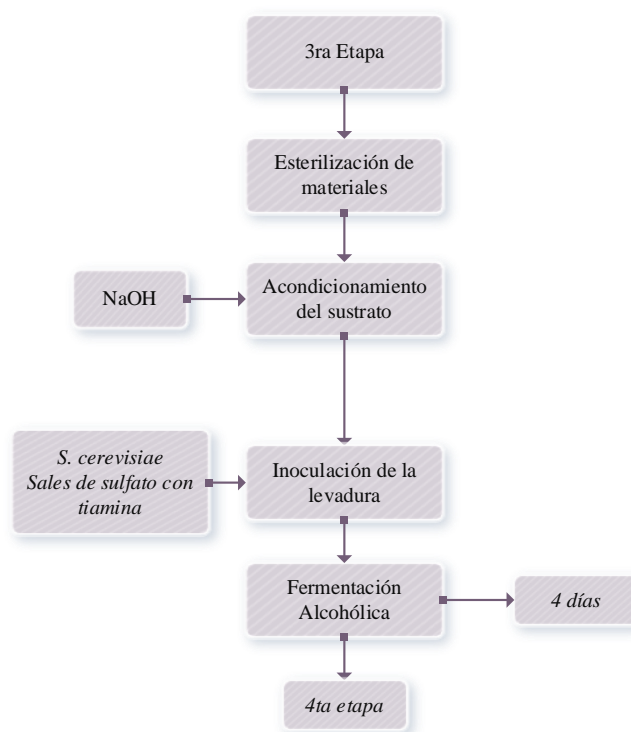 3ra Etapa
Esterilización de
materiales
NaOH
Acondicionamiento
del sustrato
S. cerevisiae
Sales de sulfato con
tiamina
Inoculación de la
levadura
Fermentación
Alcohólica
4 días
4ta etapa